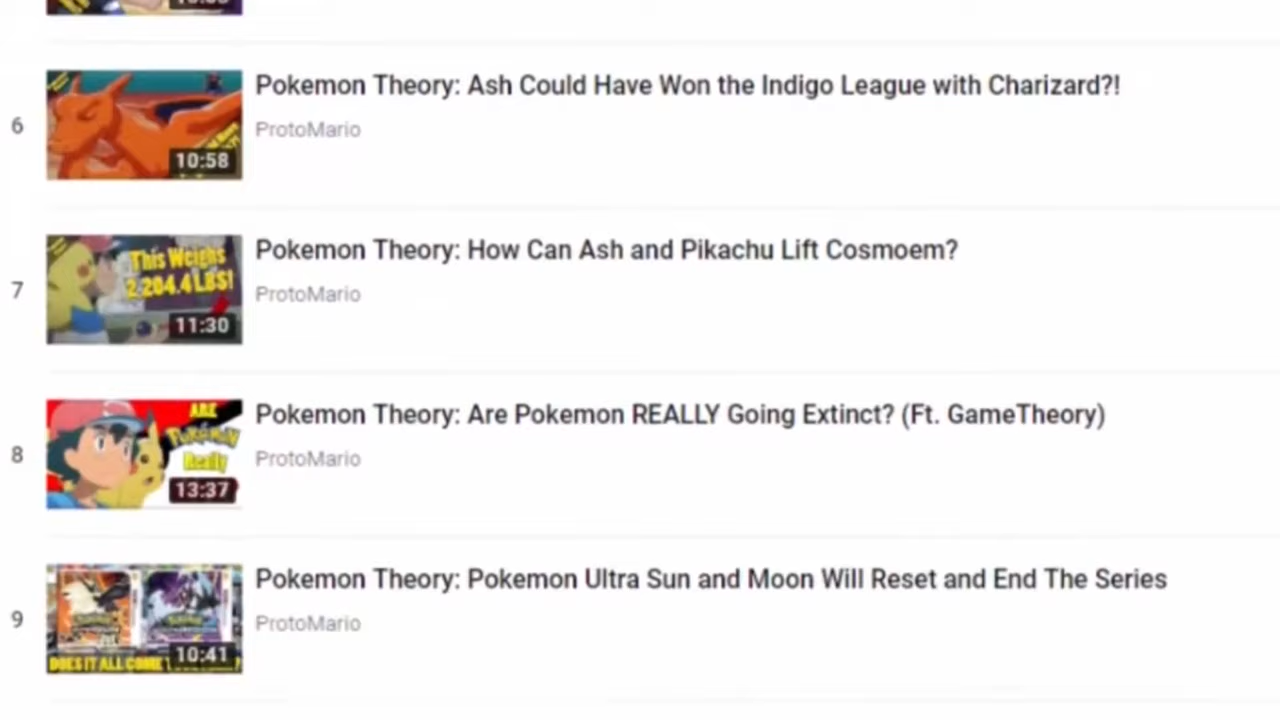 6
Pokemon Theory: Ash Could Have Won the Indigo League with Charizard?!
ProtoMario
10:58
7
Pokemon Theory: How Can Ash and Pikachu Lift Cosmoem?
ProtoMario
This Weighs
2,204.4 LBS!
11:30
8
Pokemon Theory: Are Pokemon REALLY Going Extinct? (Ft. GameTheory)
ProtoMario
ARE
Pokémon
Really
13:37
9
Pokemon Theory: Pokemon Ultra Sun and Moon Will Reset and End The Series
ProtoMario
DOES IT ALL COME
10:41